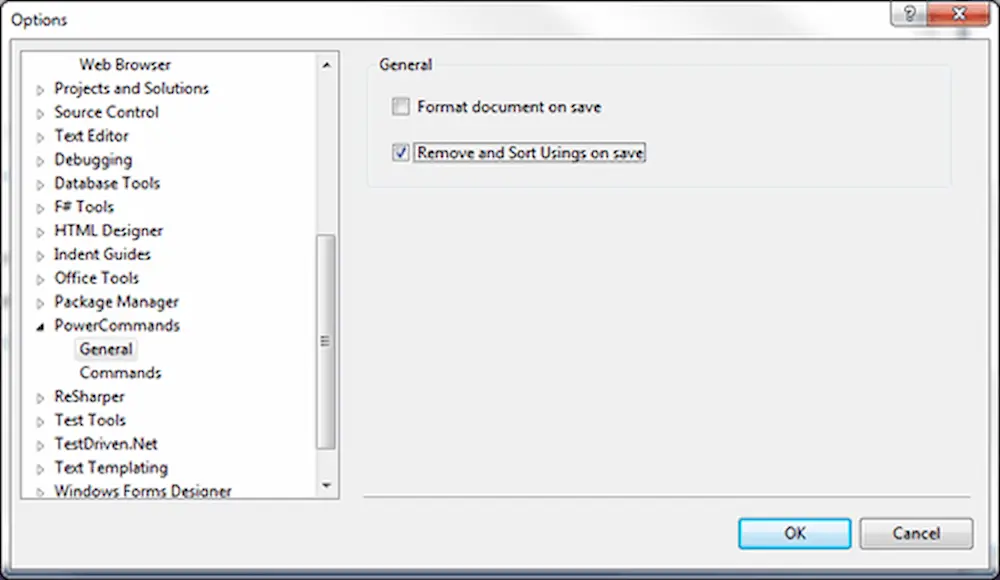 Options
Web Browser
Projects and Solutions
Source Control
Text Editor
Debugging
Database Tools
F# Tools
HTML Designer
Indent Guides
Office Tools
Package Manager
PowerCommands
General
Commands
ReSharper
Test Tools
TestDriven.Net
Text Templating
Windows Forms Designer
General
Format document on save
Remove and Sort Usings on save
OK
Cancel